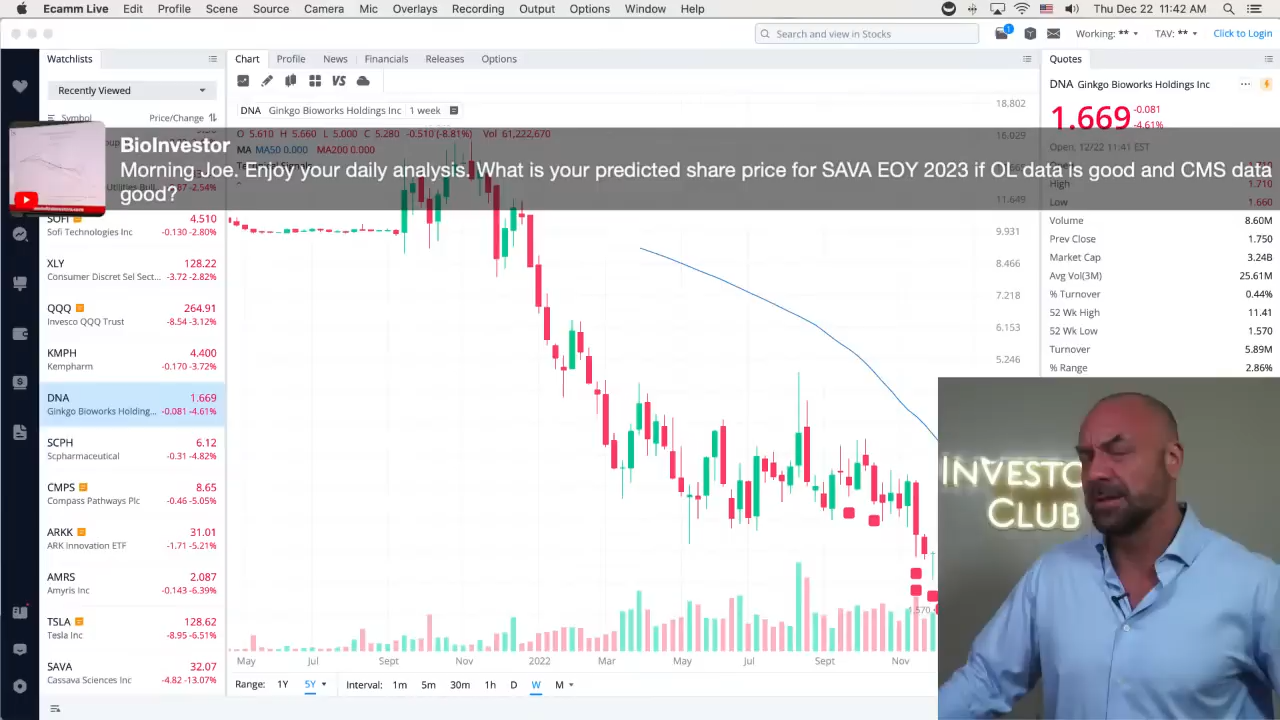 Ecamm Live Edit Profile Scene Source Camera Mic Overlays Recording Output Options Window Help Thu Dec 22 11:42 AM
Search and view in Stocks 1 Working: ** TAV: ** Click to Login
Watchlists
Chart Profile News Financials Releases Options
Quotes
Recently Viewed
VS
DNA Ginkgo Bioworks Holdings Inc
DNA Ginkgo Bioworks Holdings Inc 1 week
Symbol Price/Change
1.669 -0.081 -4.61%
O 5.610 H 5.660 L 5.000 C 5.280 -0.510 (-8.81%) Vol 61,222,670
MA MA50 0.000 MA200 0.000
Open, 12/22 11:41 EST
BioInvestor
Morning Joe. Enjoy your daily analysis. What is your predicted share price for SAVA EOY 2023 if OL data is good and CMS data
good?
High
Low 1.660
Volume 8.60M
Prev Close 1.750
Market Cap 3.24B
Avg Vol(3M) 25.61M
% Turnover 0.44%
52 Wk High 11.41
52 Wk Low 1.570
Turnover 5.89M
% Range 2.86%
-2.87 -2.54%
SOFI 4.510
Sofi Technologies Inc -0.130 -2.80%
XLY 128.22
Consumer Discret Sel Sect... -3.72 -2.82%
QQQ 264.91
Invesco QQQ Trust -8.54 -3.12%
KMPH 4.400
Kempharm -0.170 -3.72%
DNA 1.669
Ginkgo Bioworks Holding... -0.081 -4.61%
SCPH 6.12
Scpharmaceutical -0.31 -4.82%
CMPS 8.65
Compass Pathways Plc -0.46 -5.05%
ARKK 31.01
ARK Innovation ETF -1.71 -5.21%
AMRS 2.087
Amyris Inc -0.143 -6.39%
TSLA 128.62
Tesla Inc -8.95 -6.51%
SAVA 32.07
Cassava Sciences Inc -4.82 -13.07%
18.802
16.029
11.649
9.931
8.466
7.218
6.153
5.246
1.570
May Jul Sept Nov 2022 Mar May Jul Sept Nov
Range: 1Y 5Y Interval: 1m 5m 30m 1h D W M
INVESTO
CLUB